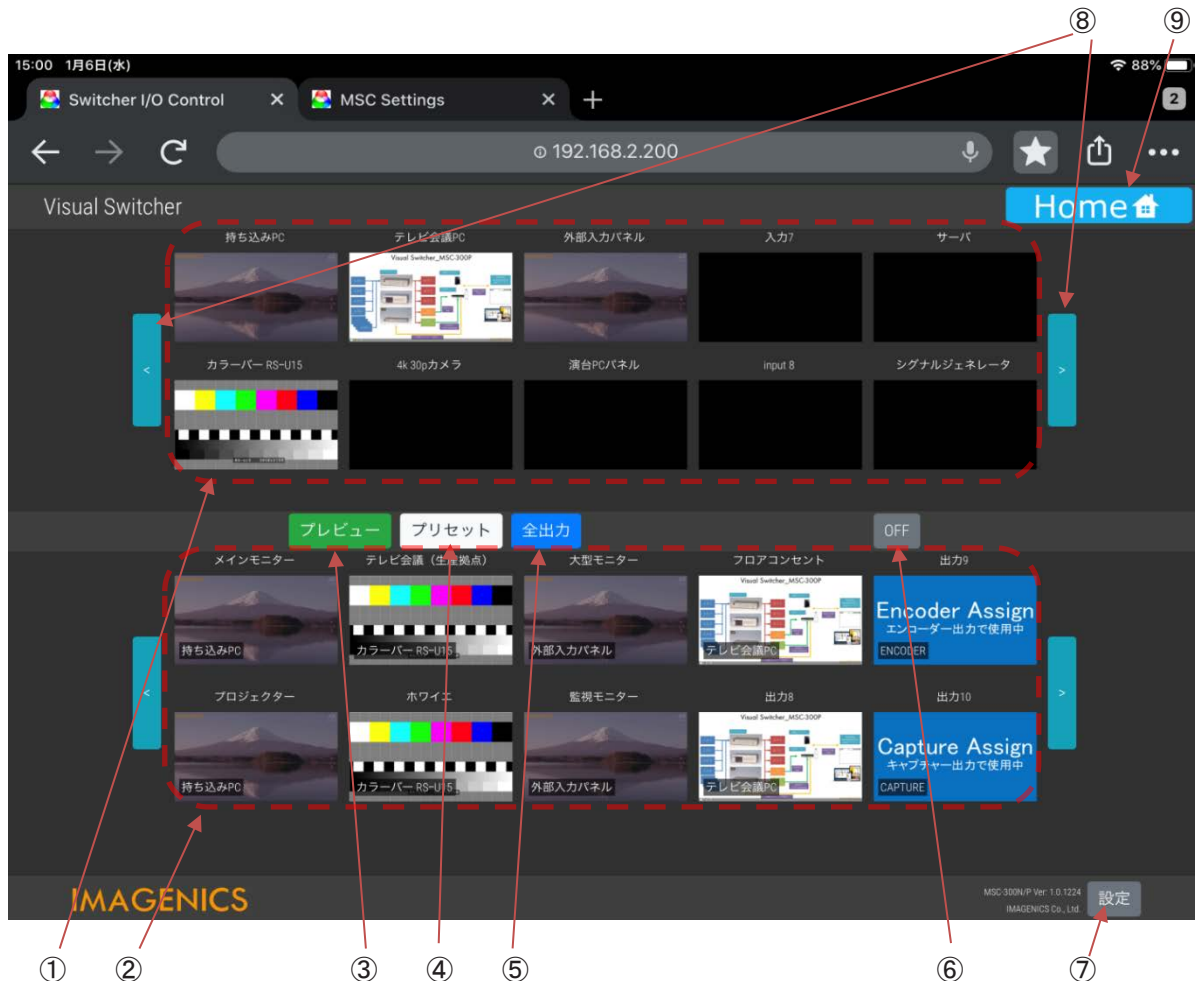 ⑧ ⑨
15:00 1月6日(水) 88%
Switcher I/O Control × MSC Settings × + 2
192.168.2.200
Visual Switcher Home
持ち込みPC テレビ会議PC 外部入力パネル 入力7 サーバ
Visual Switcher_MSC-300P
< >
カラーバー RS-U15 4k 30pカメラ 演台PCパネル input 8 シグナルジェネレータ
プレビュー プリセット 全出力 OFF
メインモニター テレビ会議（生産拠点） 大型モニター フロアコンセント 出力9
Visual Switcher_MSC-300P
Encoder Assign
エンコーダー出力で使用中
持ち込みPC カラーバー RS-U15 外部入力パネル テレビ会議PC ENCODER
< >
プロジェクター ホワイエ 監視モニター 出力8 出力10
Visual Switcher_MSC-300P
Capture Assign
キャプチャー出力で使用中
持ち込みPC カラーバー RS-U15 外部入力パネル テレビ会議PC CAPTURE
IMAGENICS
MSC-300N/P Ver: 1.0.1224
IMAGENICS Co., Ltd.
設定
① ② ③ ④ ⑤ ⑥ ⑦